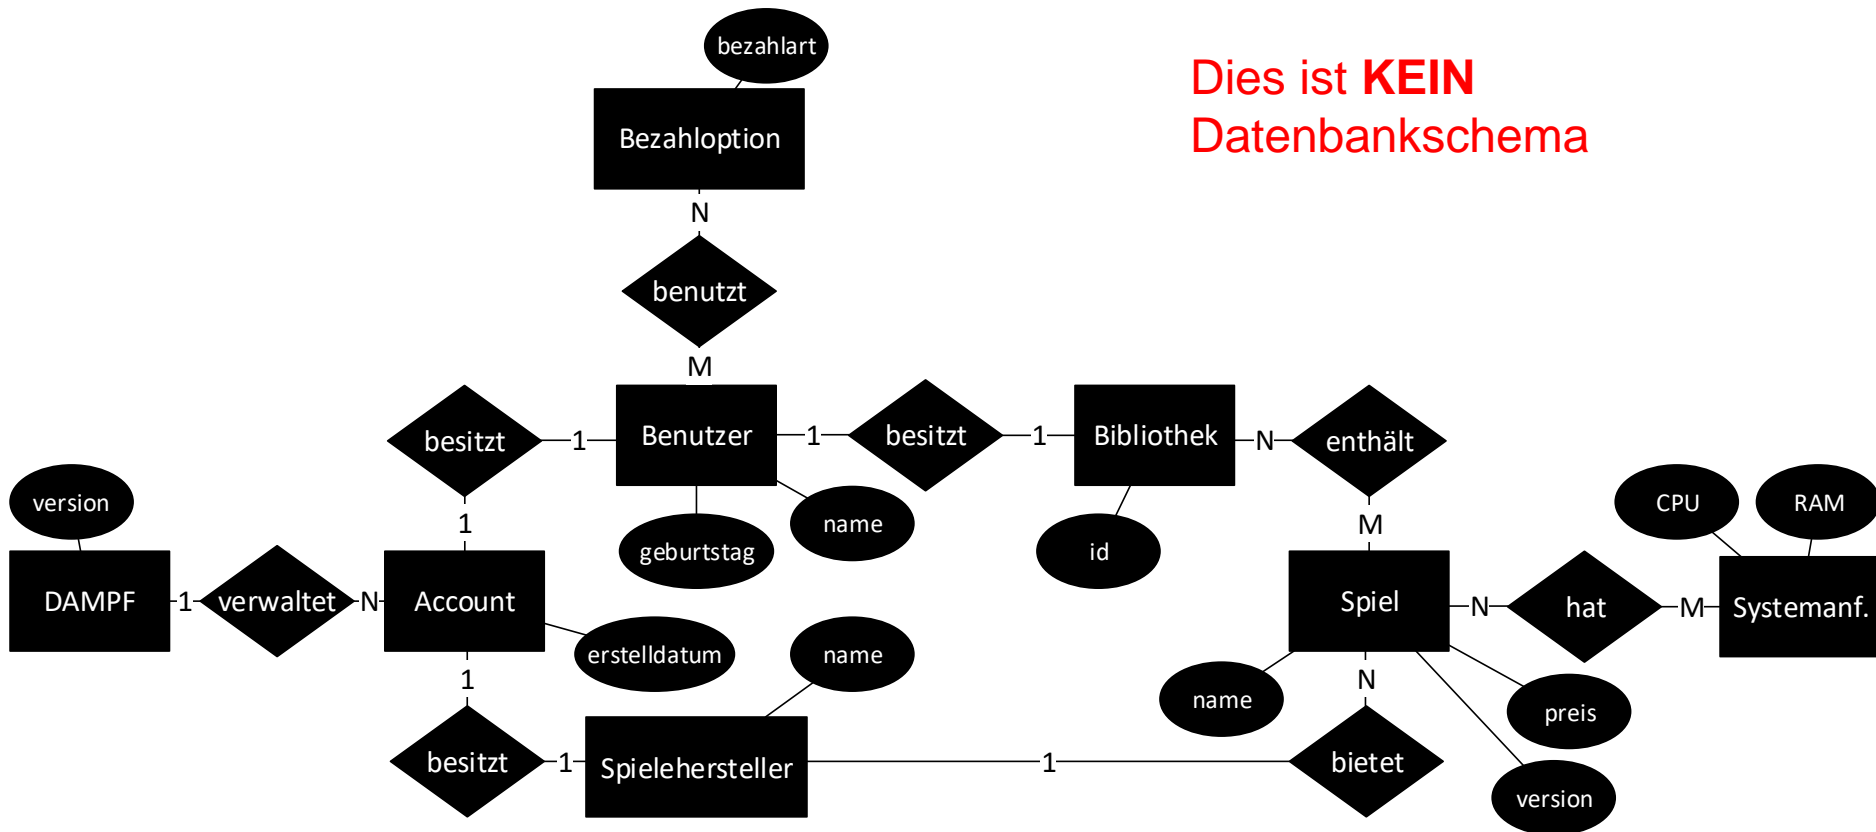 bezahlart
Dies ist KEIN
Datenbankschema
Bezahloption
N
benutzt
M
besitzt
1
Benutzer
1
besitzt
1
Bibliothek
N
enthält
version
1
geburtstag
name
id
M
CPU
RAM
DAMPF
1
verwaltet
N
Account
Spiel
N
hat
M
Systemanf.
erstelldatum
name
1
N
name
preis
besitzt
1
Spielehersteller
1
bietet
version